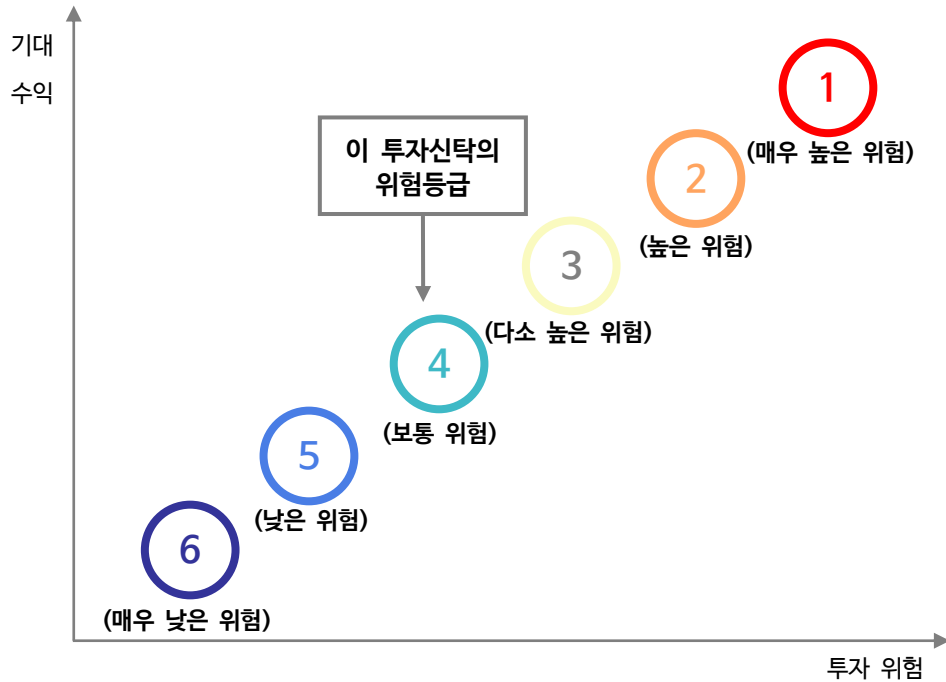 기대
수익
1
(매우 높은 위험)
이 투자신탁의
위험등급
2
(높은 위험)
3
(다소 높은 위험)
4
(보통 위험)
5
(낮은 위험)
6
(매우 낮은 위험)
투자 위험